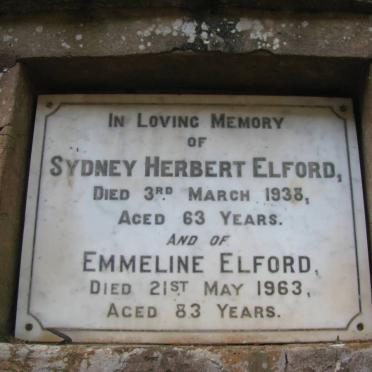 In Loving Memory
of
Sydney Herbert Elford,
Died 3rd March 1938,
Aged 63 Years.
And of
Emmeline Elford,
Died 21st May 1963,
Aged 83 Years.